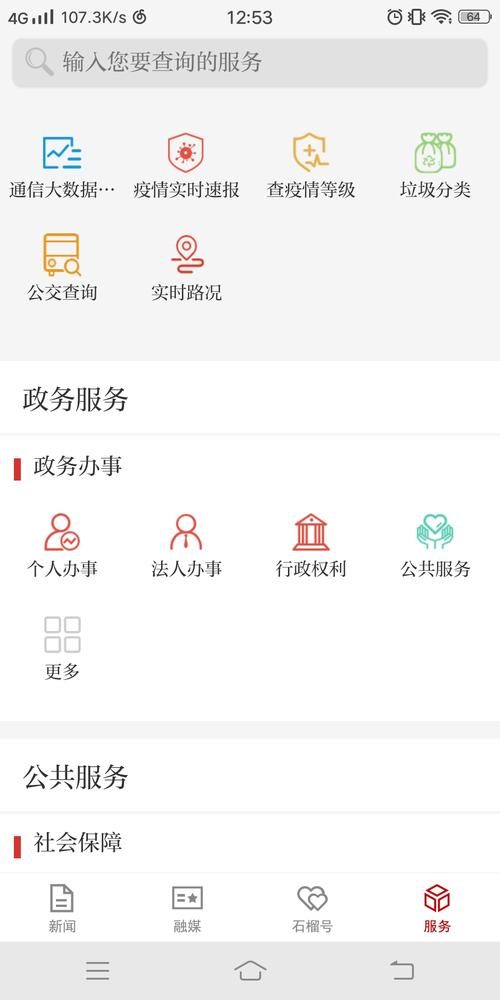 4G 107.3K/s 12:53 64
输入您要查询的服务
通信大数据… 疫情实时速报 查疫情等级 垃圾分类
公交查询 实时路况
政务服务
政务办事
个人办事 法人办事 行政权利 公共服务
更多
公共服务
社会保障
新闻 融媒 石榴号 服务